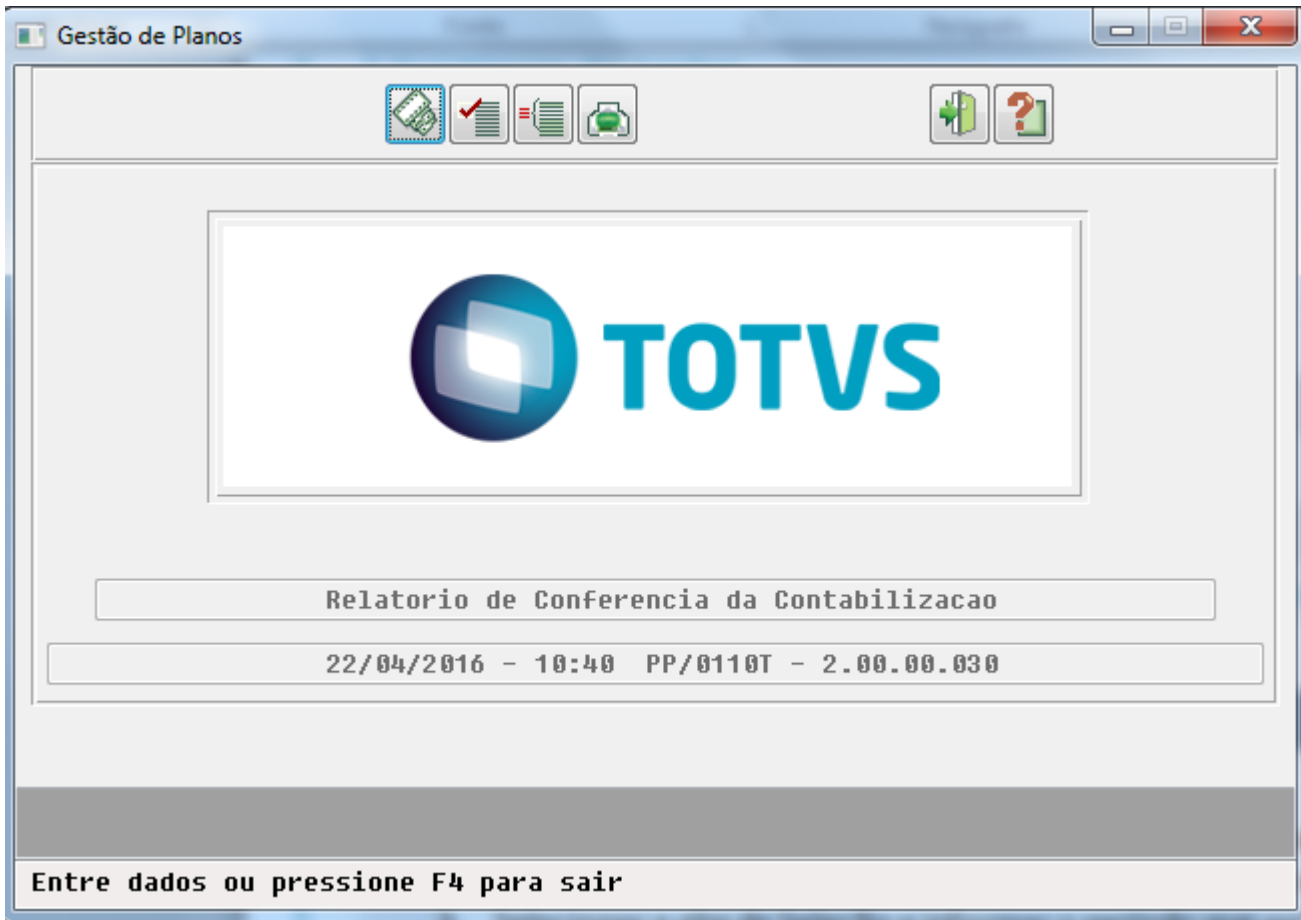 Gestão de Planos
TOTVS
Relatorio de Conferencia da Contabilizacao
22/04/2016 - 10:40 PP/0110T - 2.00.00.030
Entre dados ou pressione F4 para sair